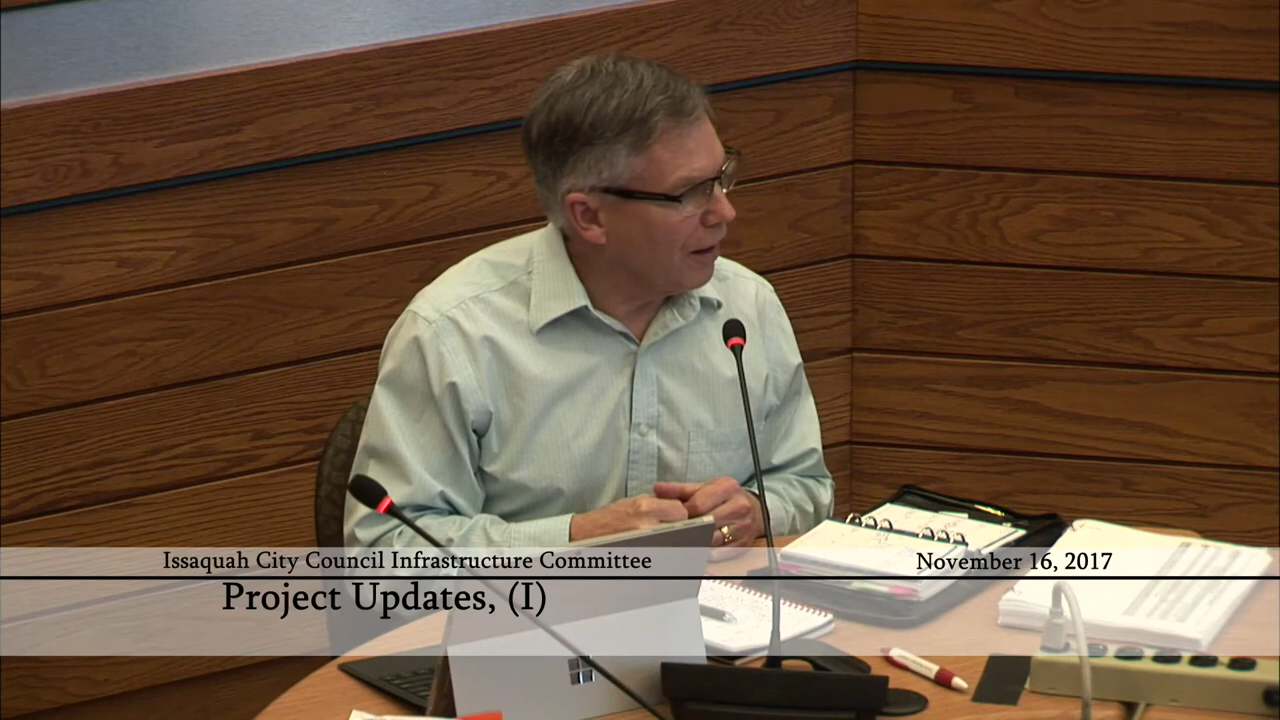 Issaquah City Council Infrastructure Committee
November 16, 2017
Project Updates, (I)